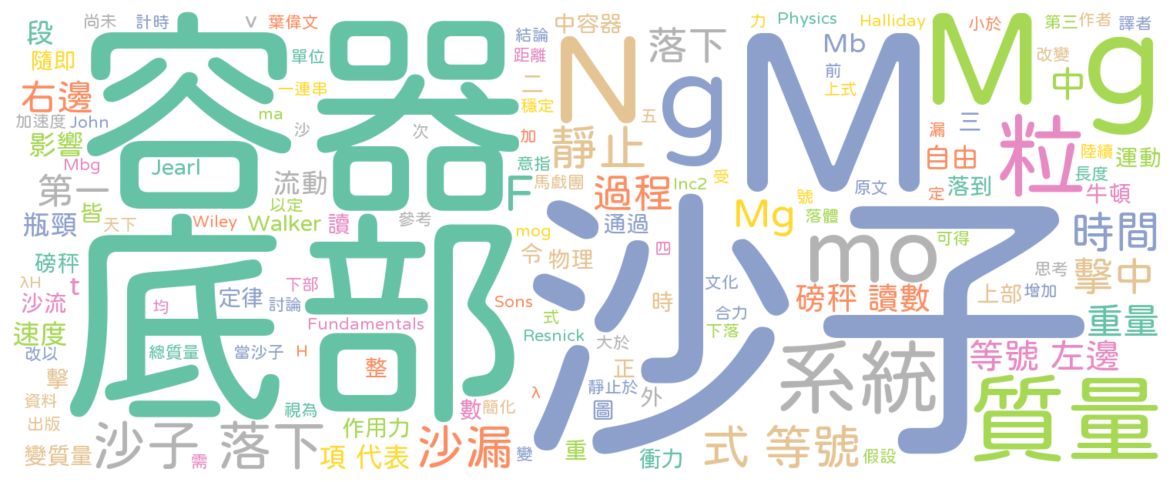 容器
底部
沙子
M
N
g
Mg
質量
系統
mo
粒
F
沙子 落下
式 等號
落下
靜止
過程
右邊
第一
影響
段
隨即
尚未
計時
v
葉偉文
單位
一連串
ma
加速度
John
沙
次
結論
距離
中容器
二
穩定
加
意指
馬戲團
Inc2
五
Mb
前
上式
力
Physics
Halliday
小於
第三
作者
譯者
改變
中
漏
三
自由
定
落到
陸續
運動
長度
牛頓
原文
受
號
落體
Mg
通過
Mbg
Jearl
流動
以定
瓶頸
皆
天下
Wiley
Walker
讀
參考
mog
令
物理
四
可得
時間
擊中
思考
增加
上部
重量
磅秤 讀數
等號 左邊
磅秤
t
λH
沙流
均
定律
下部
討論
Fundamentals
Sons
式
Resnick
時
文化
合力
下落
大於
速度
改以
總質量
當沙子
H
整
λ
正
靜止於
圖
外
擊
資料
出版
視為
數
簡化
作用力
變質量
需
項 代表
沙漏
變
重
衝力
假設